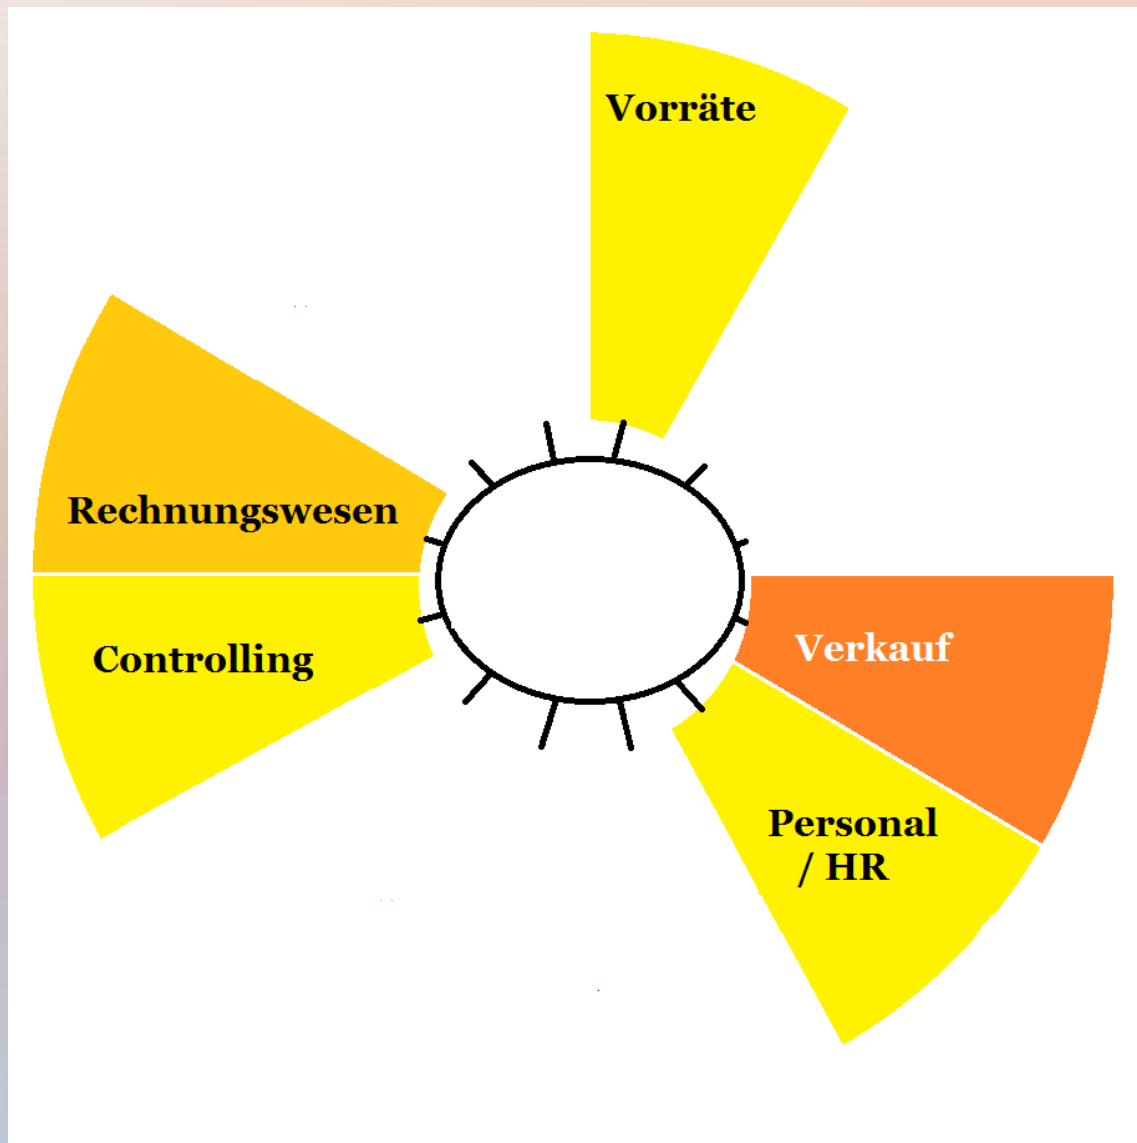 Vorräte
Rechnungswesen
Controlling
Verkauf
Personal
/ HR